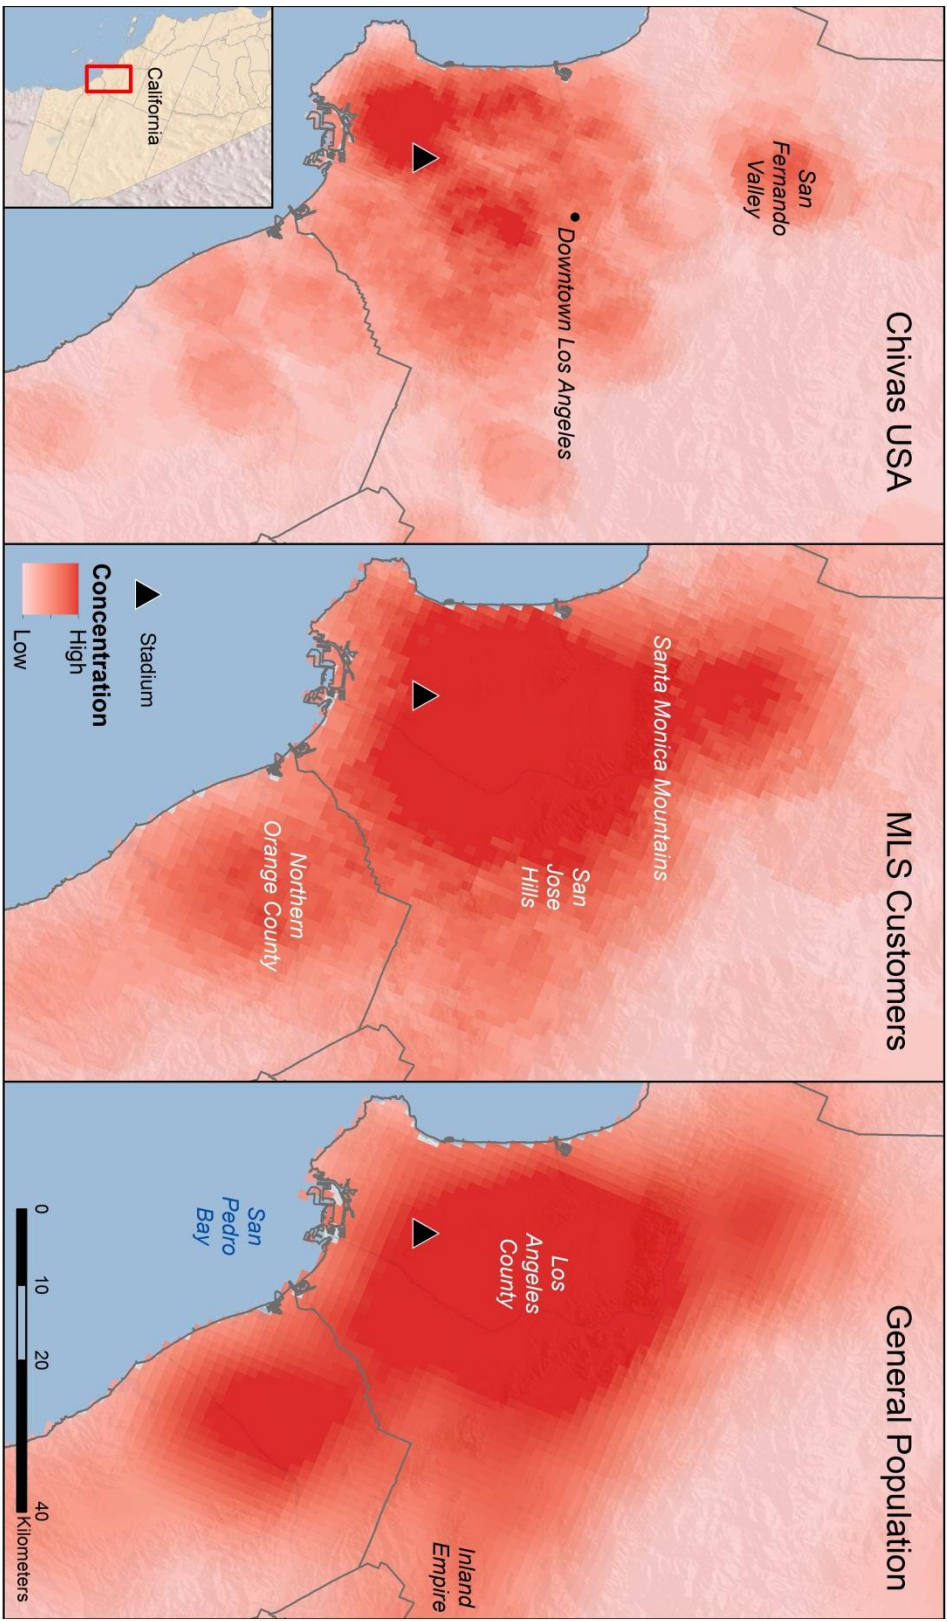 Chivas USA
San
Fernando
Valley
Downtown Los Angeles
California
MLS Customers
Santa Monica Mountains
San
Jose
Hills
Northern
Orange County
Stadium
Concentration
High
Low
General Population
Los
Angeles
County
Inland
Empire
San
Pedro
Bay
0 10 20 40
Kilometers